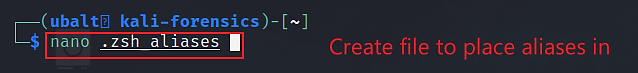 ┌──(ubalt㉿kali-forensics)-[~]
└─$ nano .zsh_aliases
Create file to place aliases in